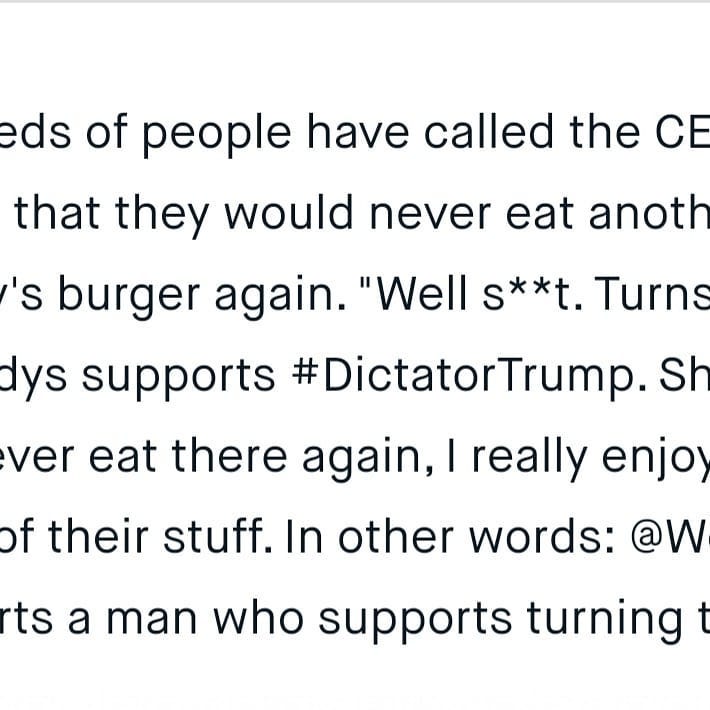 eds of people have called the CE
that they would never eat anoth
y's burger again. "Well s**t. Turns
dys supports #DictatorTrump. Sh
ever eat there again, I really enjoy
of their stuff. In other words: @We
rts a man who supports turning t